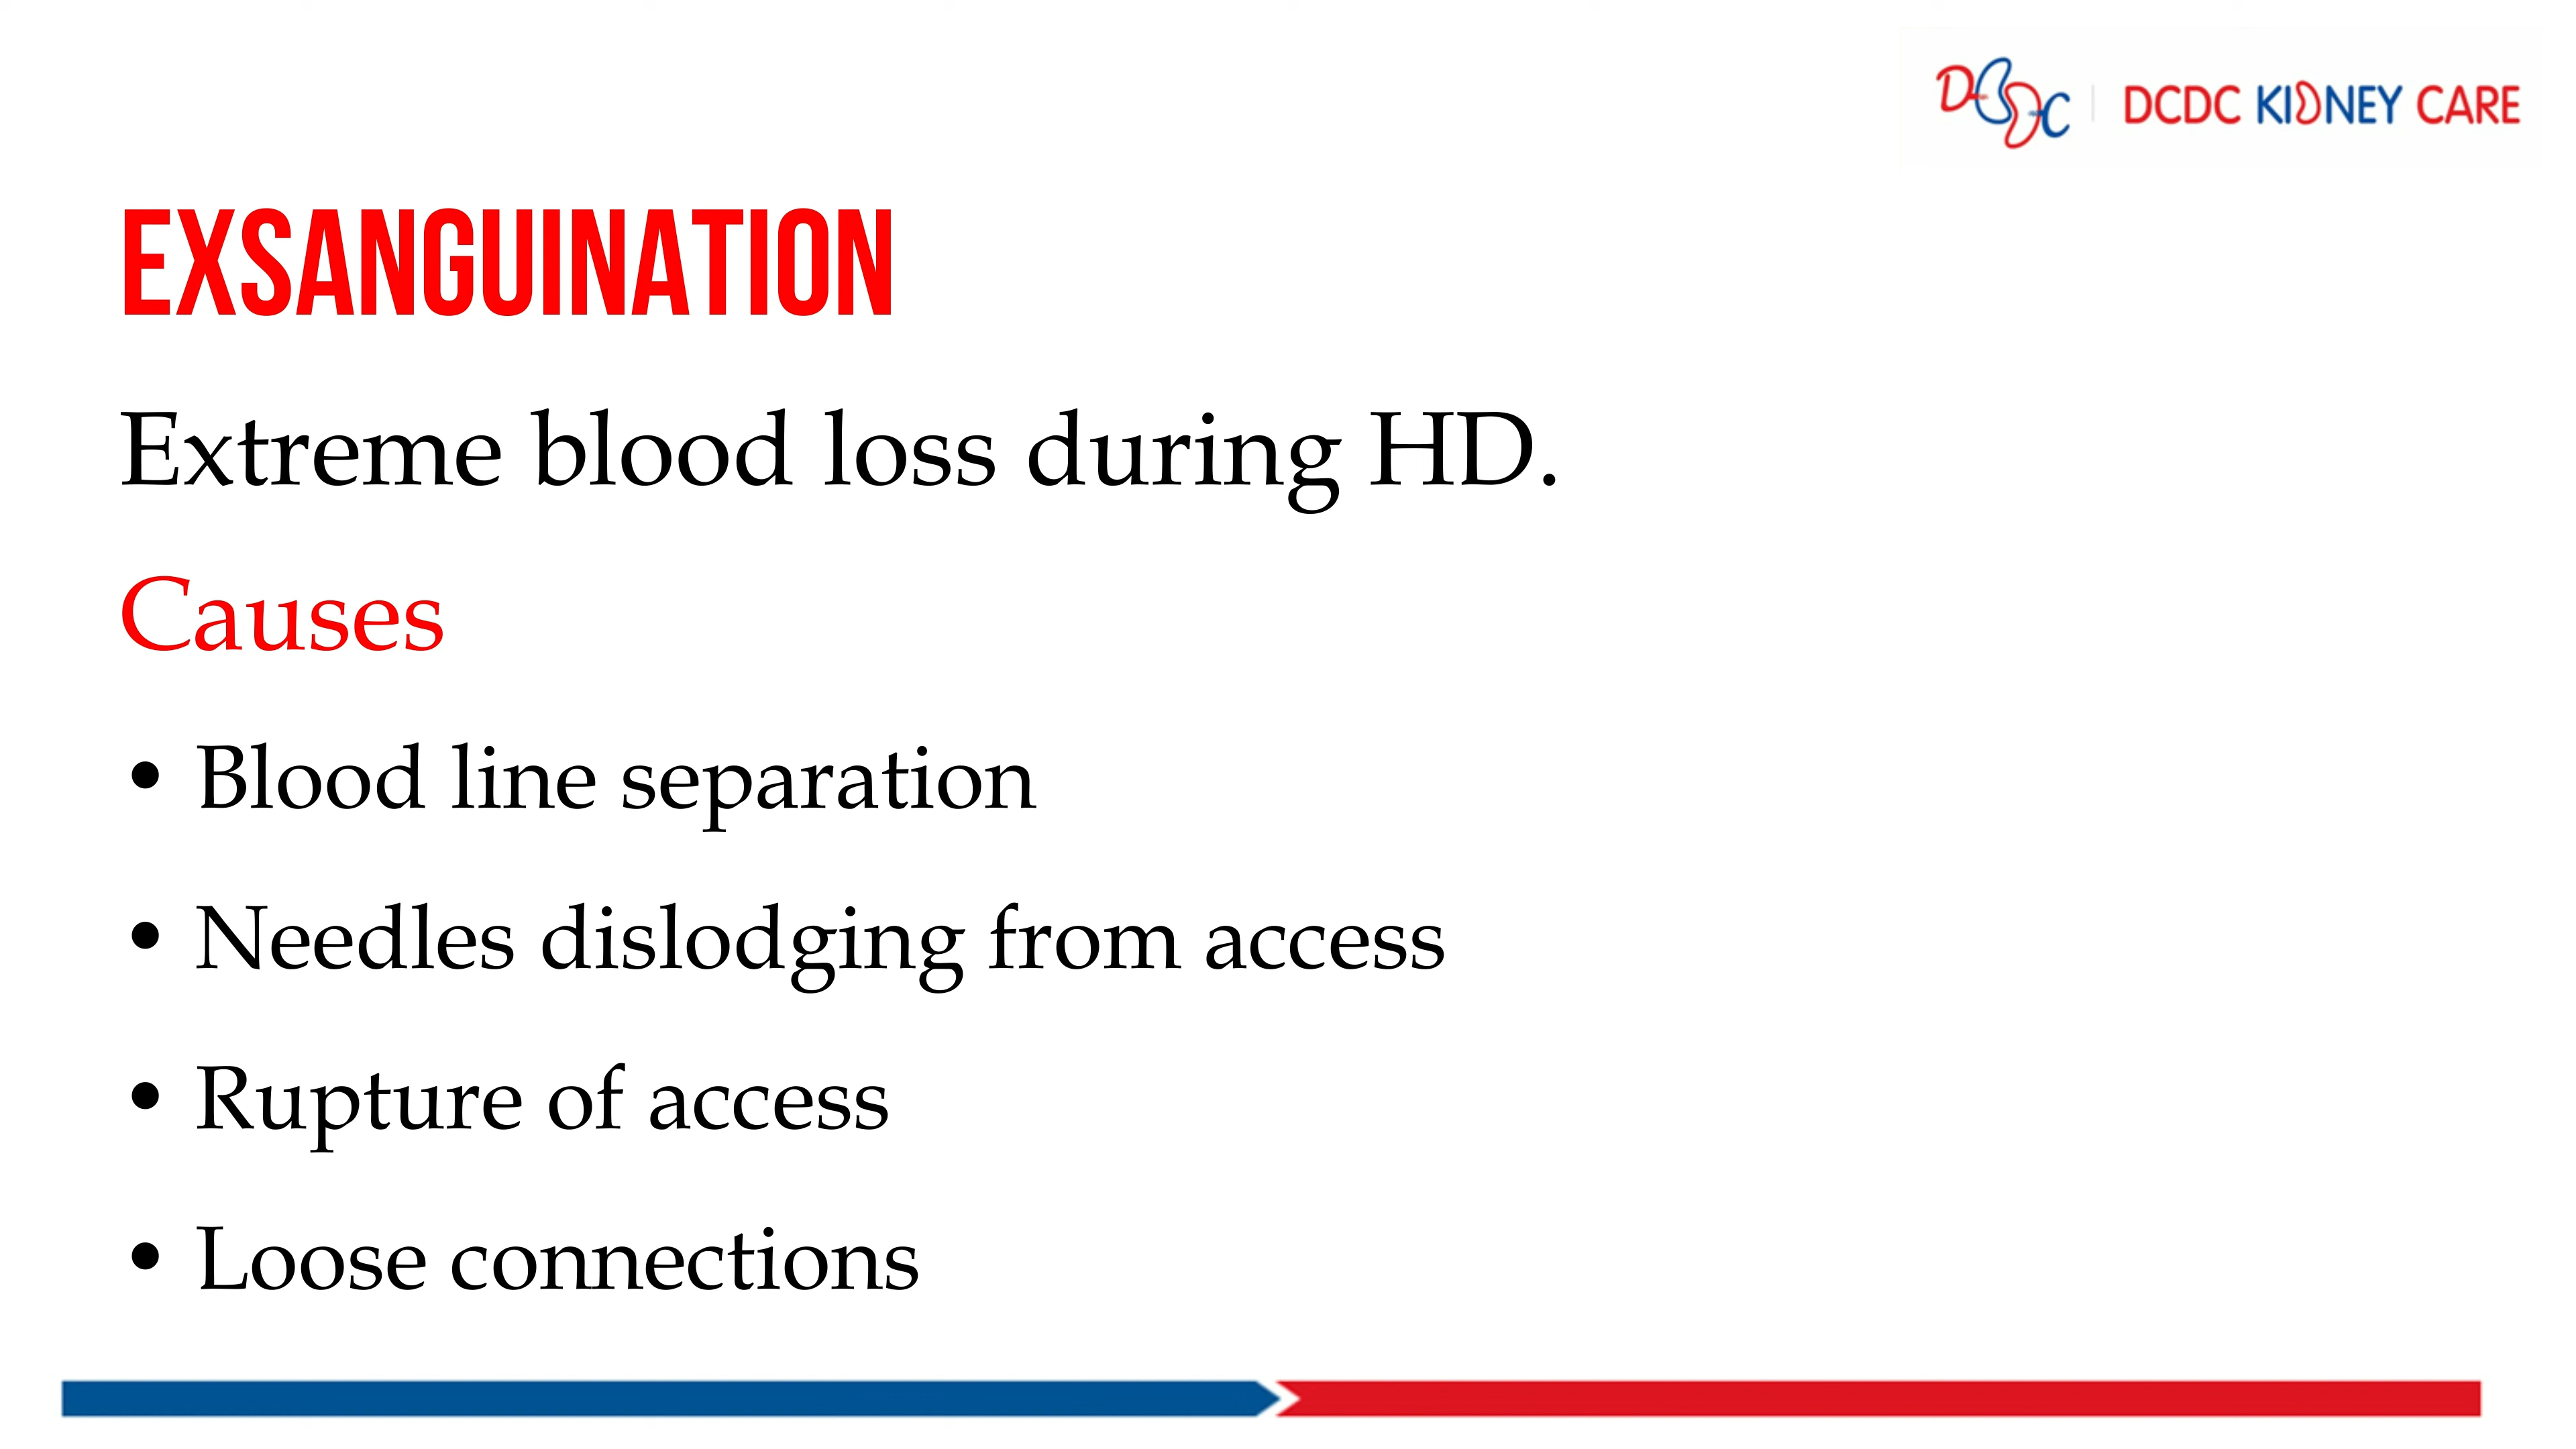 DCDC | DCDC KIDNEY CARE
EXSANGUINATION
Extreme blood loss during HD.
Causes
• Blood line separation
• Needles dislodging from access
• Rupture of access
• Loose connections